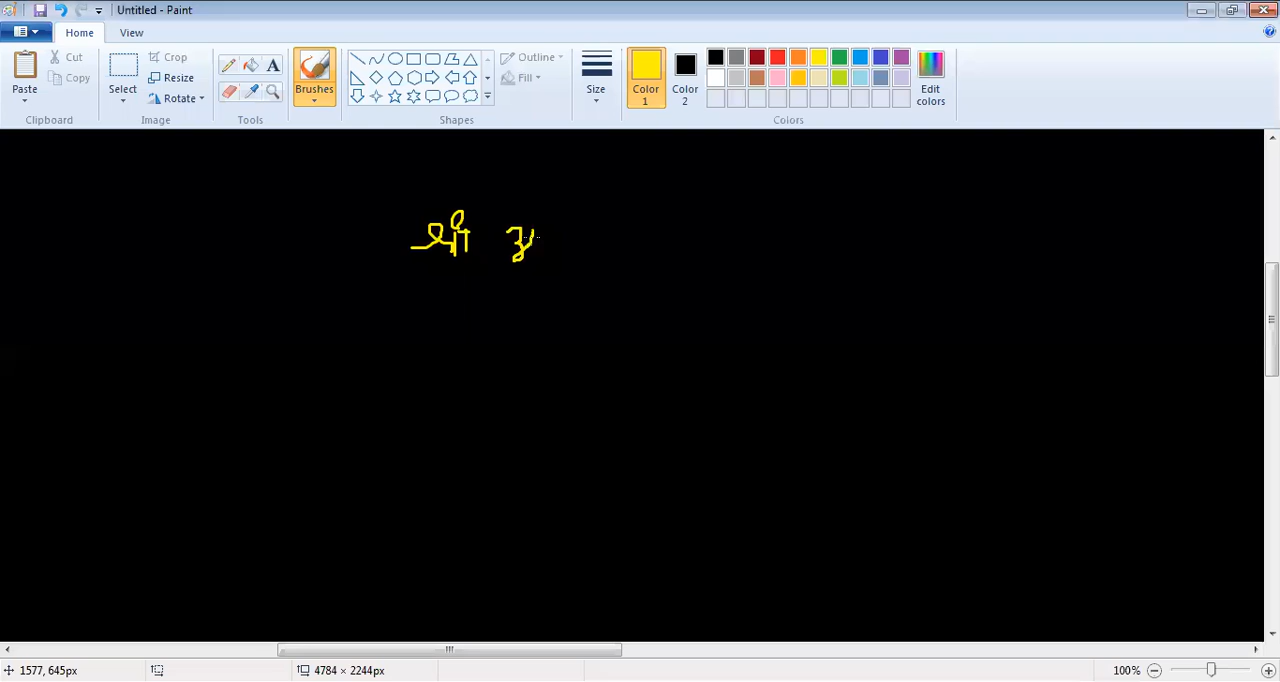 Untitled - Paint
Home View
Cut
Copy
Paste
Clipboard
Crop
Resize
Rotate
Select
Image
Tools
Brushes
Outline
Fill
Shapes
Size
Color 1
Color 2
Edit colors
Colors
श्री
1577, 645px 4784 × 2244px 100%